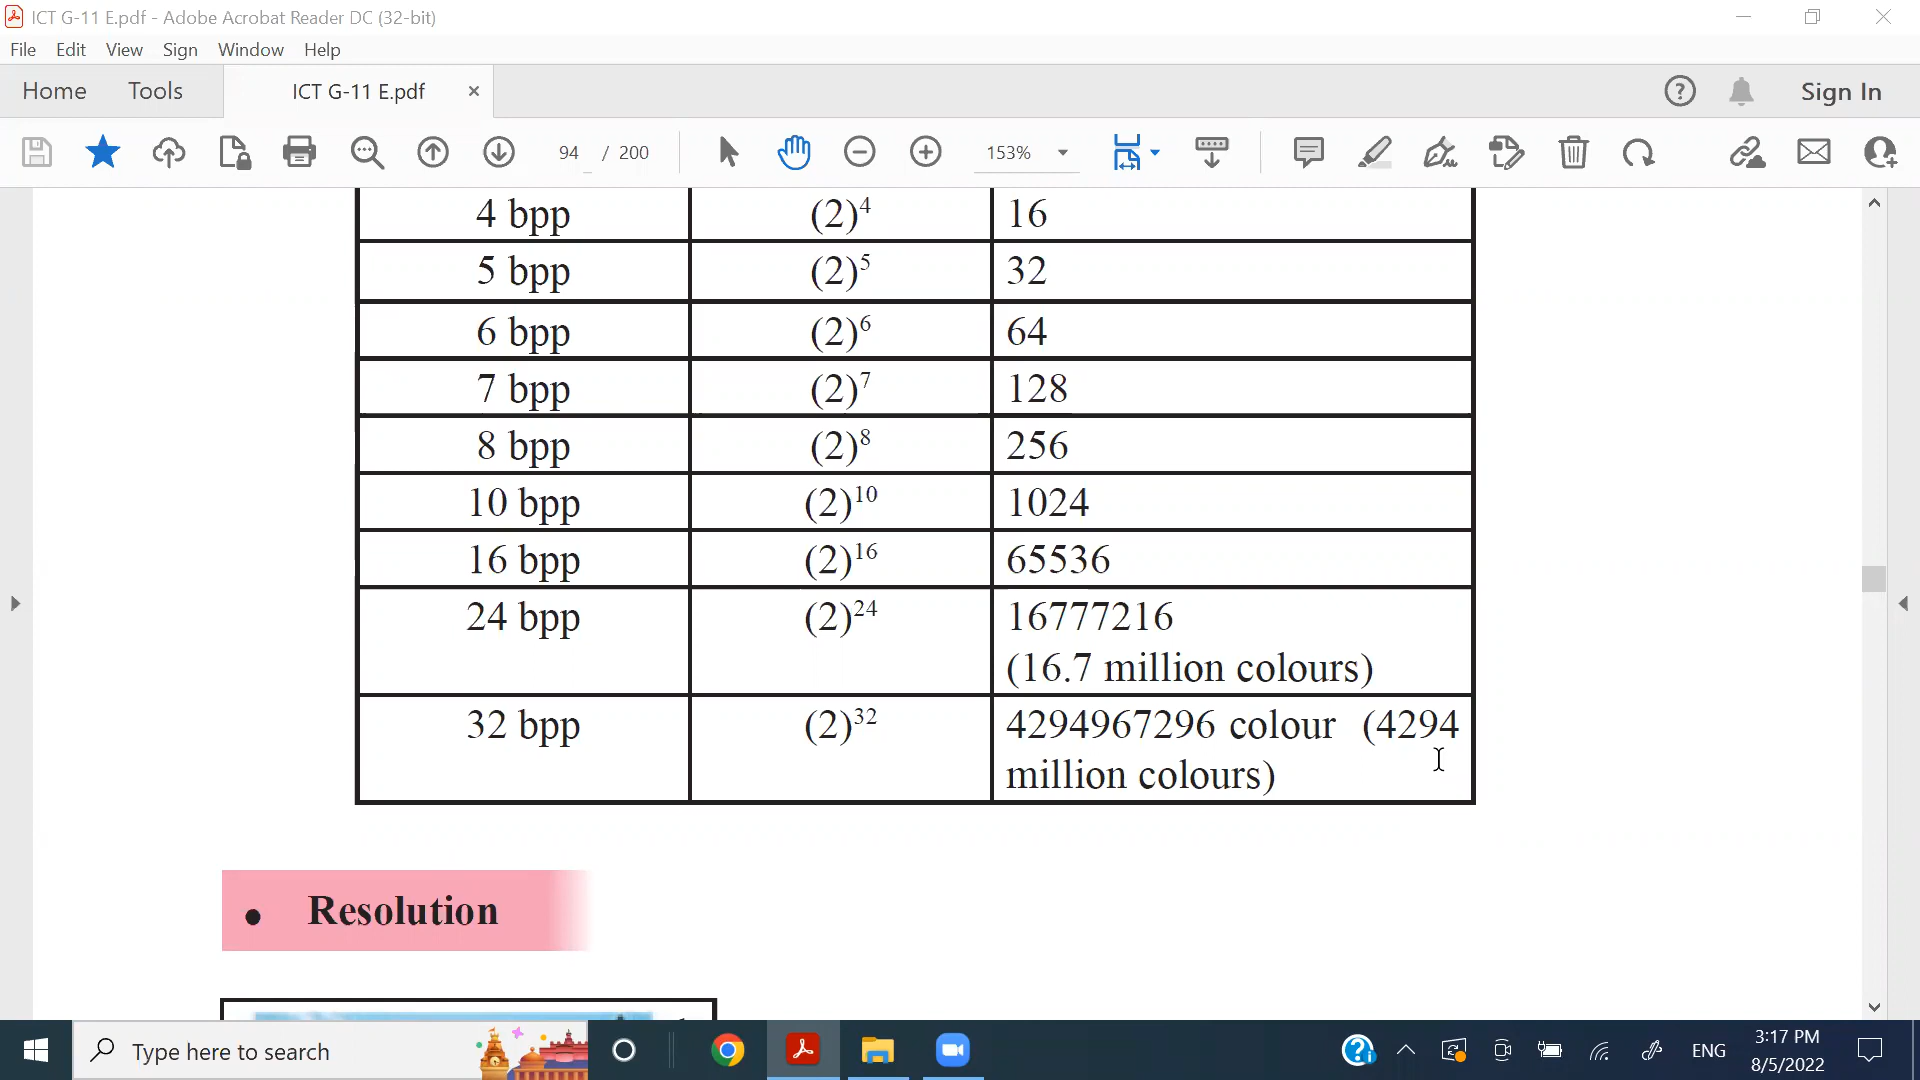 ICT G-11 E.pdf - Adobe Acrobat Reader DC (32-bit)
File Edit View Sign Window Help
Home Tools ICT G-11 E.pdf × Sign In
94 / 200 153%
4 bpp (2)⁴ 16
5 bpp (2)⁵ 32
6 bpp (2)⁶ 64
7 bpp (2)⁷ 128
8 bpp (2)⁸ 256
10 bpp (2)¹⁰ 1024
16 bpp (2)¹⁶ 65536
24 bpp (2)²⁴ 16777216
(16.7 million colours)
32 bpp (2)³² 4294967296 colour (4294
million colours)
• Resolution
Type here to search
ENG
3:17 PM
8/5/2022